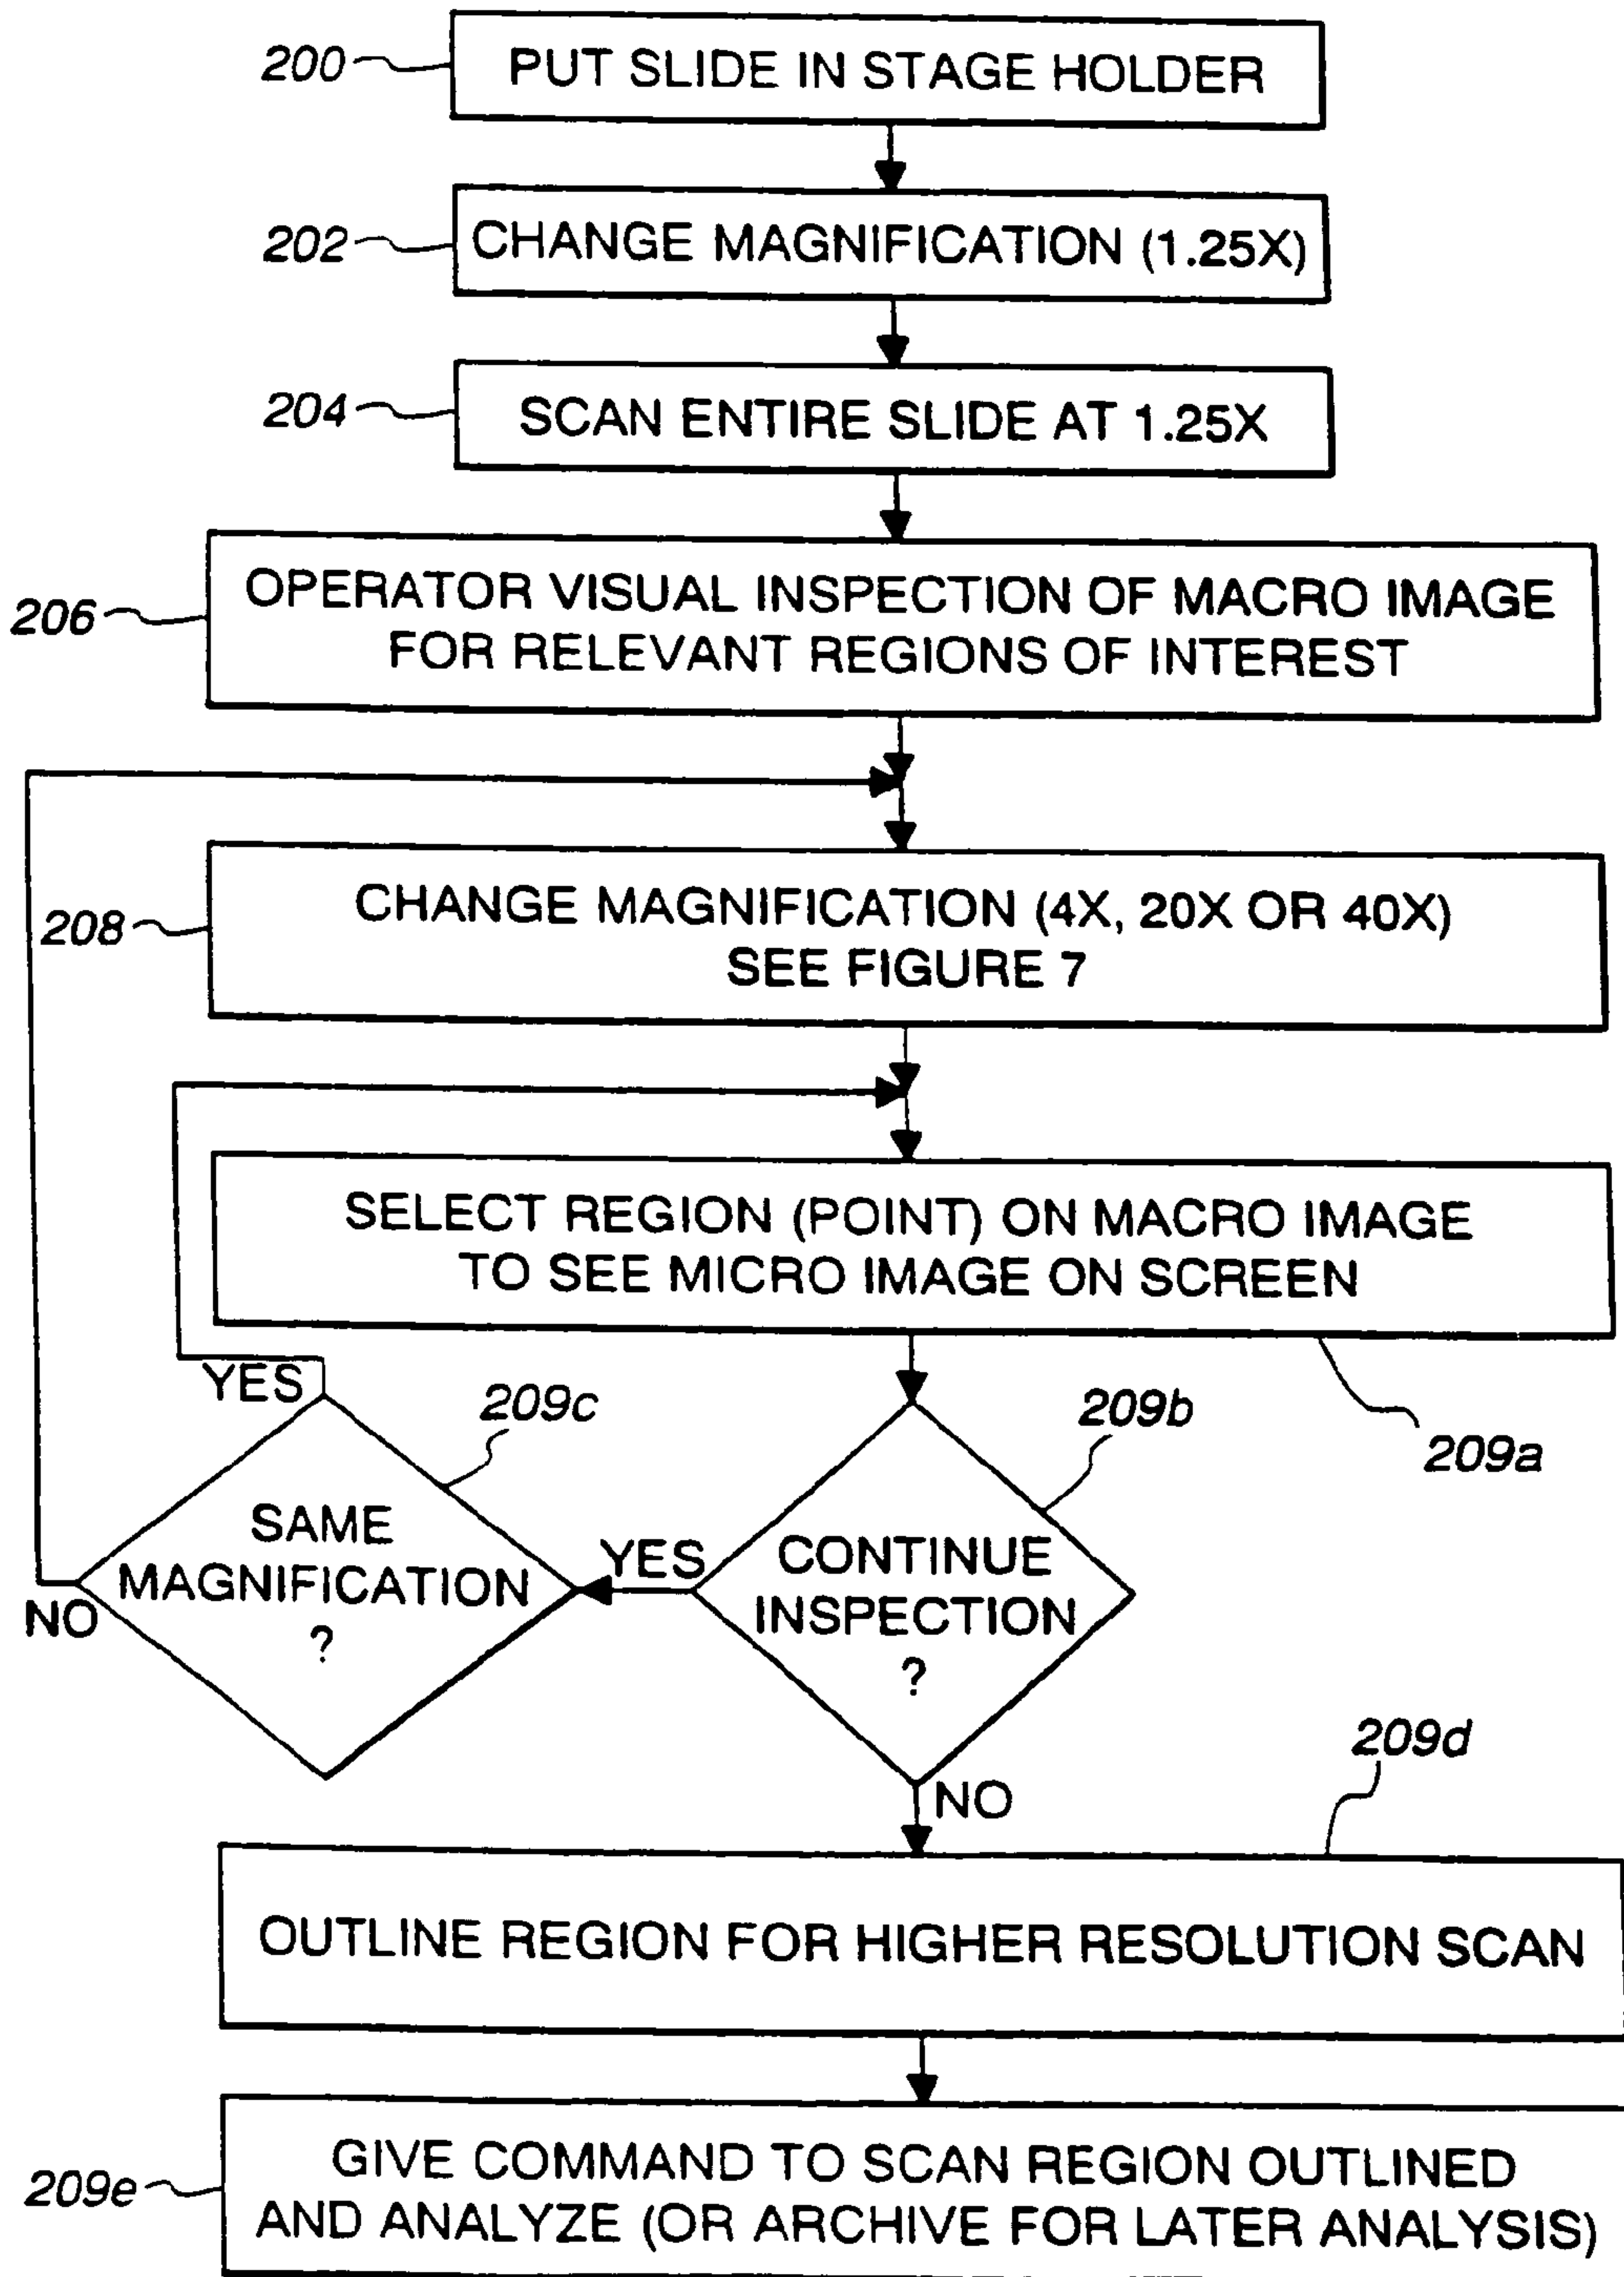 200
PUT SLIDE IN STAGE HOLDER
202
CHANGE MAGNIFICATION (1.25X)
204
SCAN ENTIRE SLIDE AT 1.25X
206
OPERATOR VISUAL INSPECTION OF MACRO IMAGE
FOR RELEVANT REGIONS OF INTEREST
208
CHANGE MAGNIFICATION (4X, 20X OR 40X)
SEE FIGURE 7
SELECT REGION (POINT) ON MACRO IMAGE
TO SEE MICRO IMAGE ON SCREEN
209a
YES
209c
SAME
MAGNIFICATION
?
NO
YES
209b
CONTINUE
INSPECTION
?
NO
209d
OUTLINE REGION FOR HIGHER RESOLUTION SCAN
209e
GIVE COMMAND TO SCAN REGION OUTLINED
AND ANALYZE (OR ARCHIVE FOR LATER ANALYSIS)